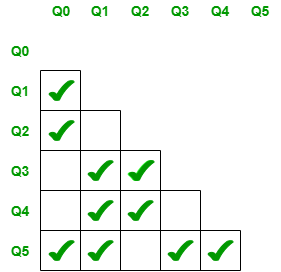 Q0 Q1 Q2 Q3 Q4 Q5
Q0
Q1 ✓
Q2 ✓
Q3 ✓ ✓
Q4 ✓ ✓
Q5 ✓ ✓ ✓ ✓